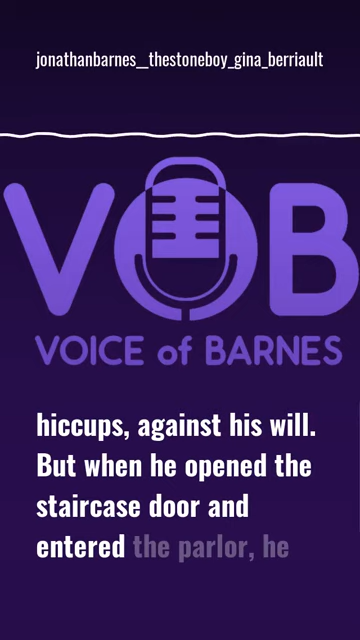 jonathanbarnes__thestoneboy_gina_berriault
VOB
VOICE of BARNES
hiccups, against his will.
But when he opened the
staircase door and
entered the parlor, he